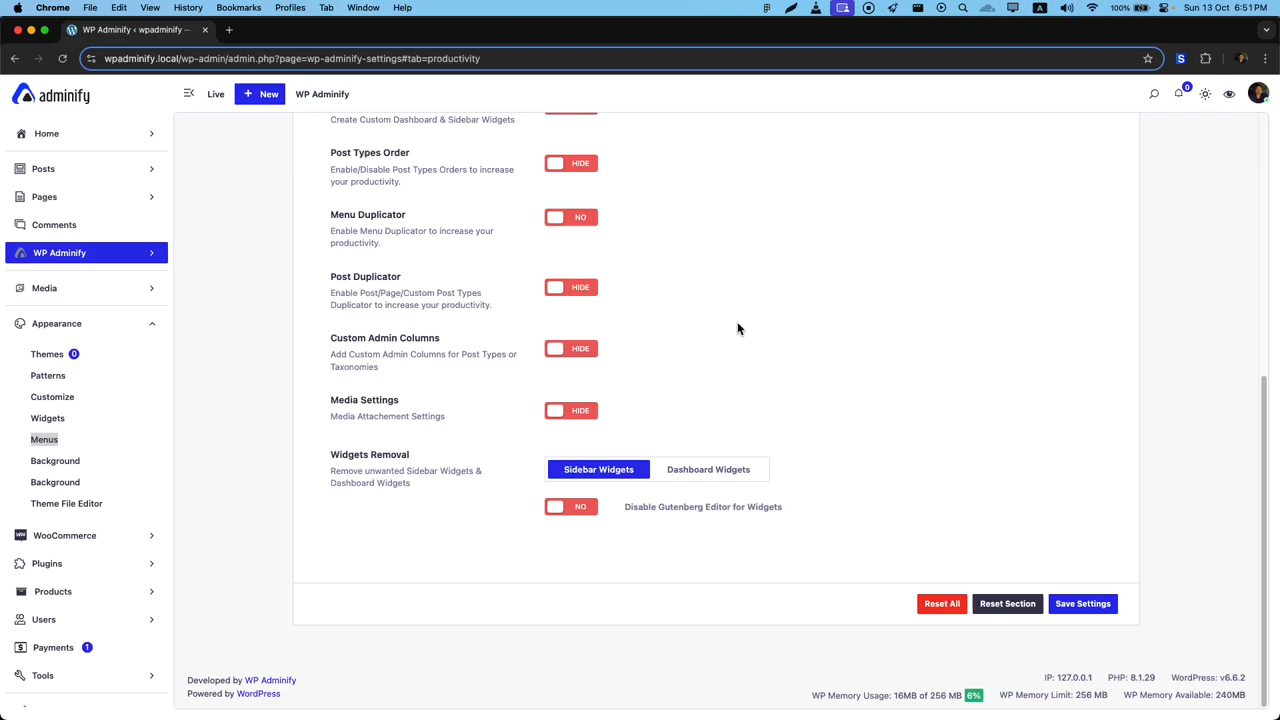 Chrome File Edit View History Bookmarks Profiles Tab Window Help 100% Sun 13 Oct 6:51 PM
WP Adminify ‹ wpadminify —
wpadminify.local/wp-admin/admin.php?page=wp-adminify-settings#tab=productivity
adminify Live + New WP Adminify 0
Home
Posts
Pages
Comments
WP Adminify
Media
Appearance
Themes 0
Patterns
Customize
Widgets
Menus
Background
Background
Theme File Editor
WooCommerce
Plugins
Products
Users
Payments 1
Tools
Create Custom Dashboard & Sidebar Widgets
Post Types Order
HIDE
Enable/Disable Post Types Orders to increase
your productivity.
Menu Duplicator
NO
Enable Menu Duplicator to increase your
productivity.
Post Duplicator
HIDE
Enable Post/Page/Custom Post Types
Duplicator to increase your productivity.
Custom Admin Columns
HIDE
Add Custom Admin Columns for Post Types or
Taxonomies
Media Settings
HIDE
Media Attachement Settings
Widgets Removal
Remove unwanted Sidebar Widgets &
Dashboard Widgets
Sidebar Widgets Dashboard Widgets
NO Disable Gutenberg Editor for Widgets
Reset All Reset Section Save Settings
Developed by WP Adminify
Powered by WordPress
IP: 127.0.0.1 PHP: 8.1.29 WordPress: v6.6.2
WP Memory Usage: 16MB of 256 MB 6% WP Memory Limit: 256 MB WP Memory Available: 240MB